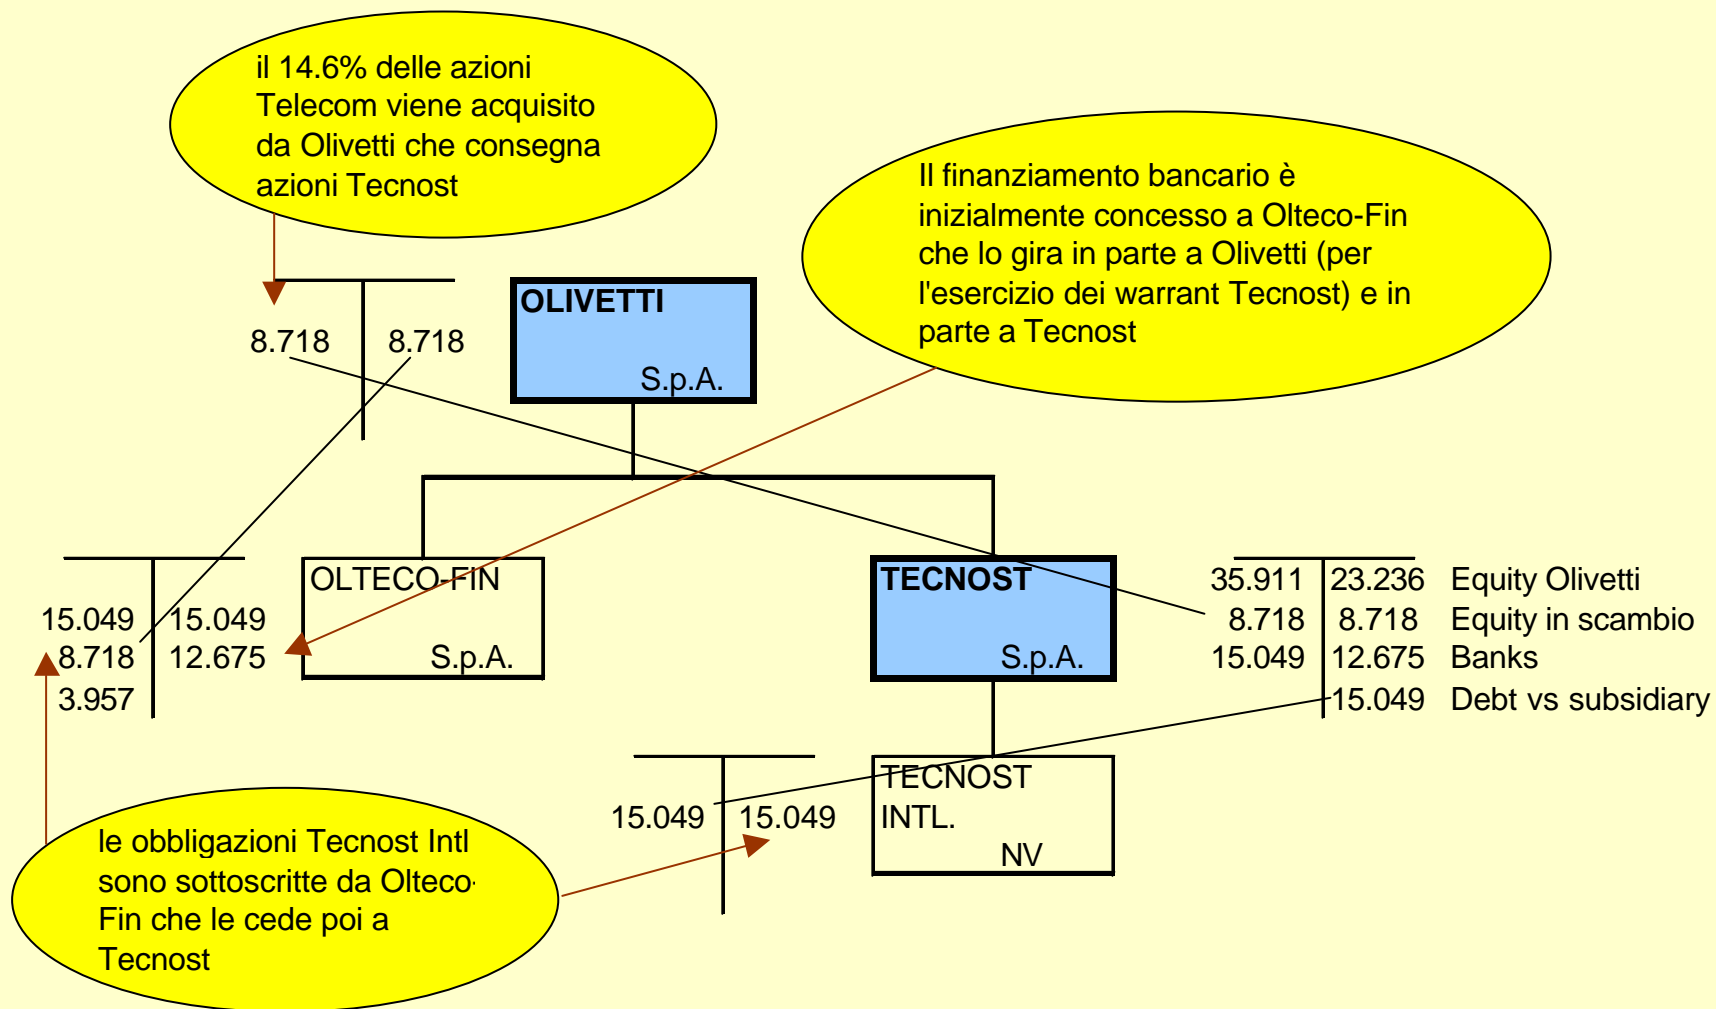 il 14.6% delle azioni
Telecom viene acquisito
da Olivetti che consegna
azioni Tecnost
Il finanziamento bancario è
inizialmente concesso a Olteco-Fin
che lo gira in parte a Olivetti (per
l'esercizio dei warrant Tecnost) e in
parte a Tecnost
8.718 8.718
OLIVETTI
S.p.A.
15.049 15.049
8.718 12.675
3.957
OLTECO-FIN
S.p.A.
TECNOST
S.p.A.
35.911 23.236 Equity Olivetti
8.718 8.718 Equity in scambio
15.049 12.675 Banks
15.049 Debt vs subsidiary
15.049 15.049
TECNOST
INTL.
NV
le obbligazioni Tecnost Intl
sono sottoscritte da Olteco-
Fin che le cede poi a
Tecnost